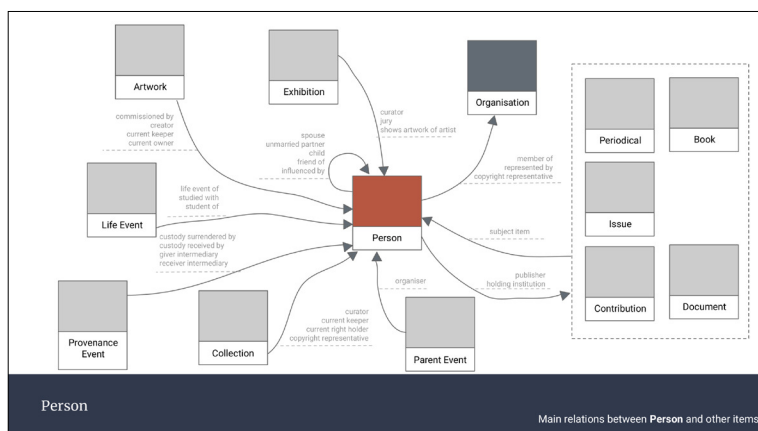 Artwork
commissioned by
creator
current keeper
current owner
Exhibition
curator
jury
shows artwork of artist
Organisation
member of
represented by
copyright representative
spouse
unmarried partner
child
friend of
influenced by
Person
Life Event
life event of
studied with
student of
custody surrendered by
custody received by
giver intermediary
receiver intermediary
Provenance
Event
Collection
curator
current keeper
current right holder
copyright representative
organiser
Parent Event
subject item
publisher
holding institution
Periodical
Book
Issue
Contribution
Document
Person
Main relations between Person and other items